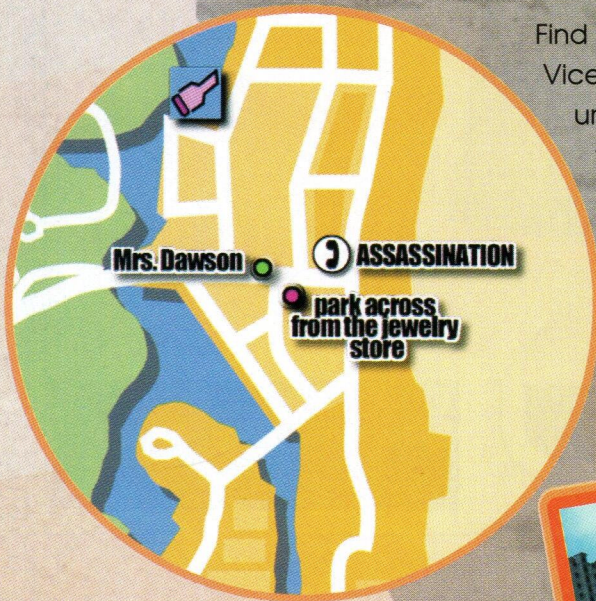 Find
Vice
Mrs. Dawson
ASSASSINATION
park across
from the jewelry
store